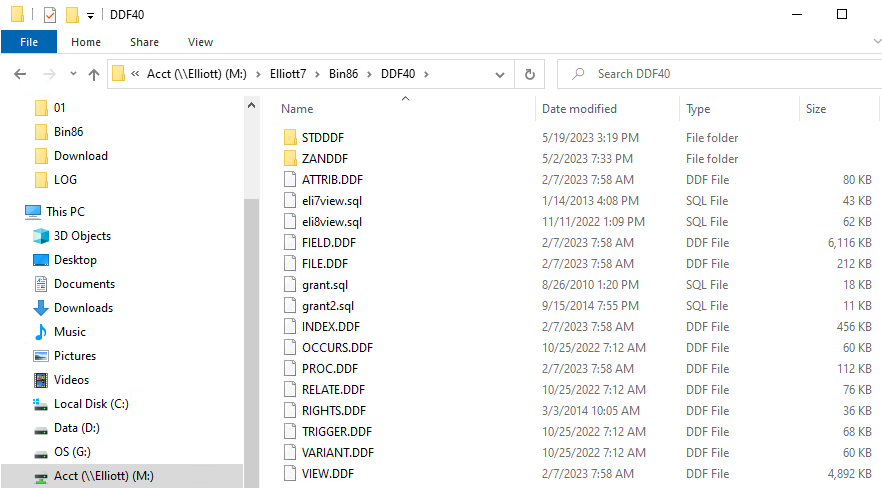 DDF40
File Home Share View
« Acct (\\Elliott) (M:) > Elliott7 > Bin86 > DDF40 > Search DDF40
01
Bin86
Download
LOG
This PC
3D Objects
Desktop
Documents
Downloads
Music
Pictures
Videos
Local Disk (C:)
Data (D:)
OS (G:)
Acct (\\Elliott) (M:)
Name Date modified Type Size
STDDDF 5/19/2023 3:19 PM File folder
ZANDDF 5/2/2023 7:33 PM File folder
ATTRIB.DDF 2/7/2023 7:58 AM DDF File 80 KB
eli7view.sql 1/14/2013 4:08 PM SQL File 43 KB
eli8view.sql 11/11/2022 1:09 PM SQL File 62 KB
FIELD.DDF 2/7/2023 7:58 AM DDF File 6,116 KB
FILE.DDF 2/7/2023 7:58 AM DDF File 212 KB
grant.sql 8/26/2010 1:20 PM SQL File 18 KB
grant2.sql 9/15/2014 7:55 PM SQL File 11 KB
INDEX.DDF 2/7/2023 7:58 AM DDF File 456 KB
OCCURS.DDF 10/25/2022 7:12 AM DDF File 60 KB
PROC.DDF 2/7/2023 7:58 AM DDF File 112 KB
RELATE.DDF 10/25/2022 7:12 AM DDF File 76 KB
RIGHTS.DDF 3/3/2014 10:05 AM DDF File 36 KB
TRIGGER.DDF 10/25/2022 7:12 AM DDF File 68 KB
VARIANT.DDF 10/25/2022 7:12 AM DDF File 60 KB
VIEW.DDF 2/7/2023 7:58 AM DDF File 4,892 KB